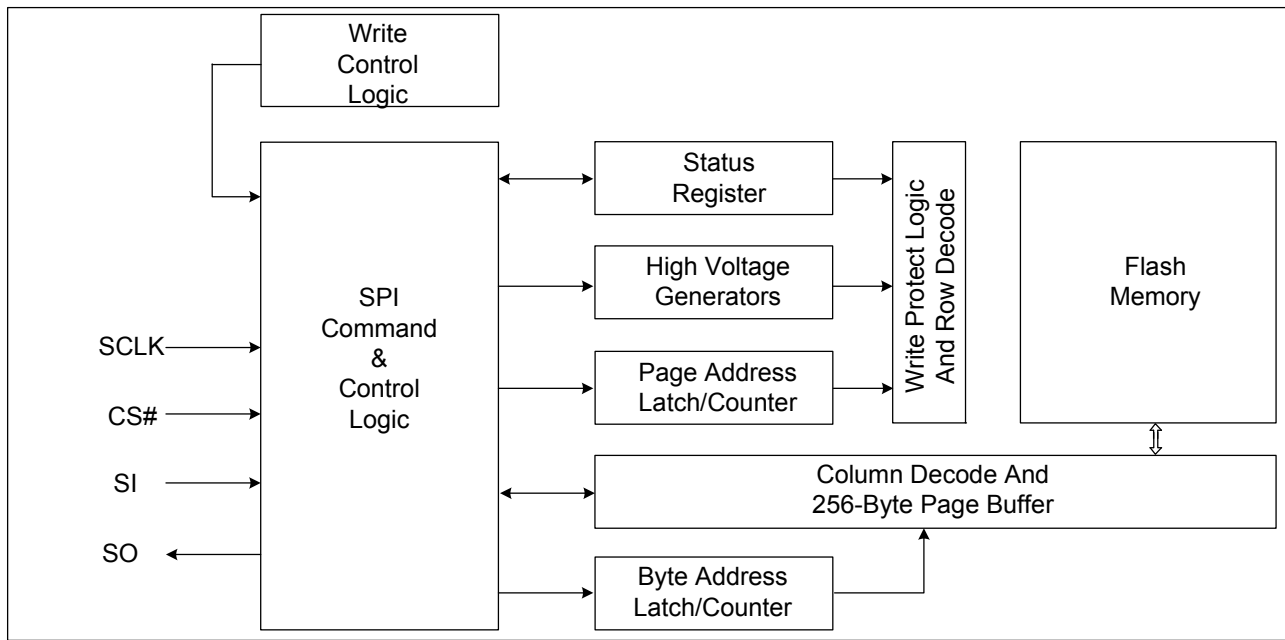 Write
Control
Logic
Status
Register
High Voltage
Generators
Page Address
Latch/Counter
Write Protect Logic
And Row Decode
Flash
Memory
SPI
Command
&
Control
Logic
SCLK
CS#
SI
SO
Column Decode And
256-Byte Page Buffer
Byte Address
Latch/Counter